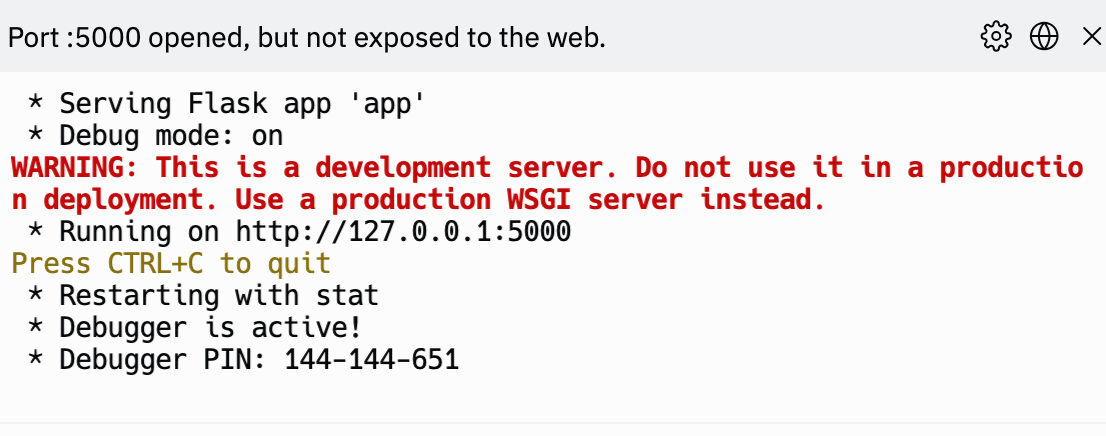 Port :5000 opened, but not exposed to the web.
* Serving Flask app 'app'
* Debug mode: on
WARNING: This is a development server. Do not use it in a productio
n deployment. Use a production WSGI server instead.
* Running on http://127.0.0.1:5000
Press CTRL+C to quit
* Restarting with stat
* Debugger is active!
* Debugger PIN: 144-144-651